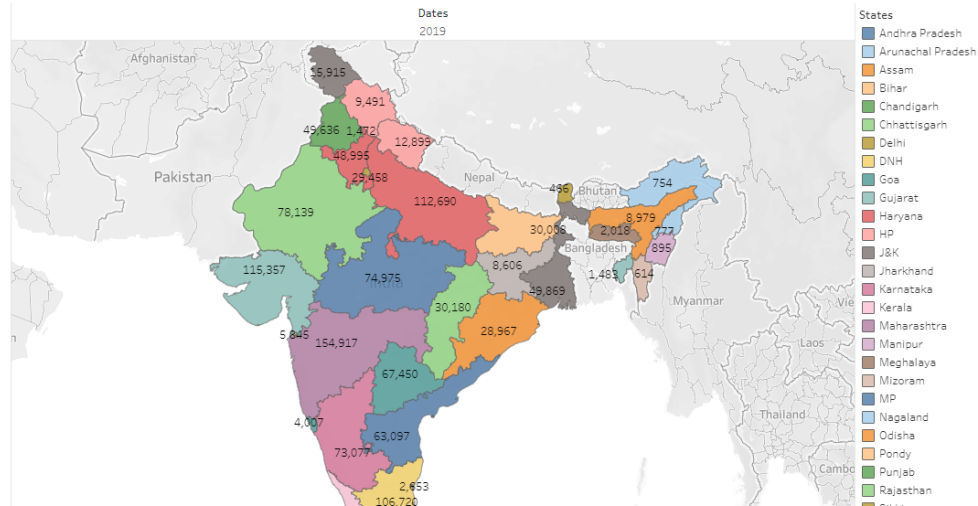 Dates
2019
States
Andhra Pradesh
Arunachal Pradesh
Assam
Bihar
Chandigarh
Chhattisgarh
Delhi
DNH
Goa
Gujarat
Haryana
HP
J&K
Jharkhand
Karnataka
Kerala
Maharashtra
Manipur
Meghalaya
Mizoram
MP
Nagaland
Odisha
Pondy
Punjab
Rajasthan
Afghanistan
15,915
9,491
49,636
1,472
12,899
48,995
Pakistan
29,458
Nepal
466
Bhutan
754
78,139
112,690
30,008
8,979
2,018
777
Bangladesh
895
115,357
74,975
8,606
1,483
614
49,869
Myanmar
30,180
5,845
154,917
28,967
Laos
67,450
4,007
Thailand
73,077
63,097
2,653
106,720